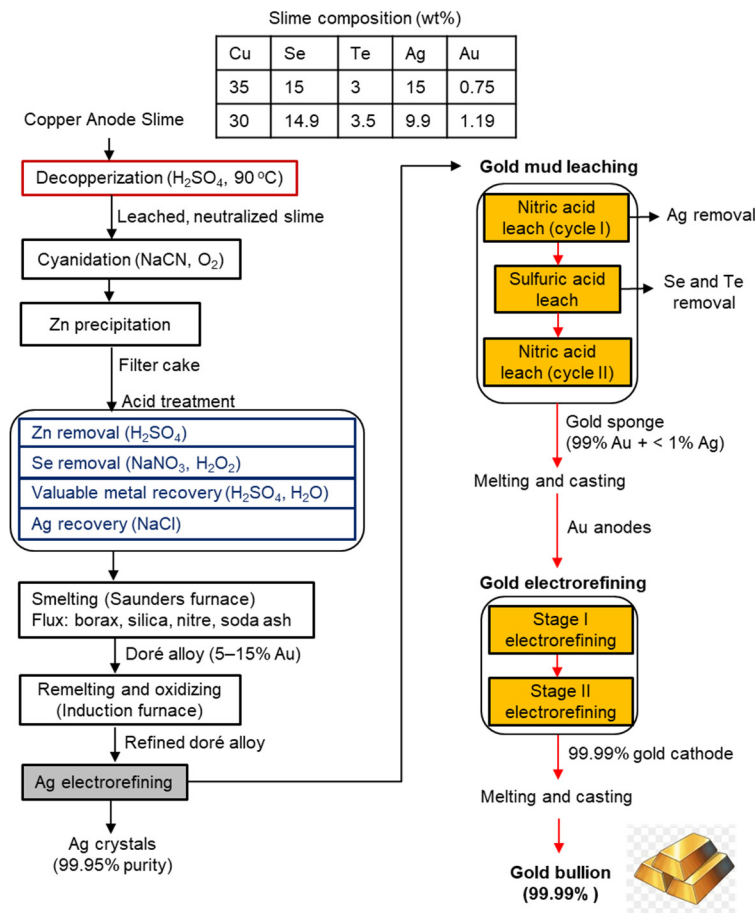 Slime composition (wt%)
Cu Se Te Ag Au
35 15 3 15 0.75
30 14.9 3.5 9.9 1.19
Copper Anode Slime
Decopperization (H₂SO₄, 90 °C)
Leached, neutralized slime
Cyanidation (NaCN, O₂)
Zn precipitation
Filter cake
Acid treatment
Zn removal (H₂SO₄)
Se removal (NaNO₃, H₂O₂)
Valuable metal recovery (H₂SO₄, H₂O)
Ag recovery (NaCl)
Smelting (Saunders furnace)
Flux: borax, silica, nitre, soda ash
Doré alloy (5–15% Au)
Remelting and oxidizing
(Induction furnace)
Refined doré alloy
Ag electrorefining
Ag crystals
(99.95% purity)
Gold mud leaching
Nitric acid
leach (cycle I)
Ag removal
Sulfuric acid
leach
Se and Te
removal
Nitric acid
leach (cycle II)
Gold sponge
(99% Au + < 1% Ag)
Melting and casting
Au anodes
Gold electrorefining
Stage I
electrorefining
Stage II
electrorefining
99.99% gold cathode
Melting and casting
Gold bullion
(99.99% )